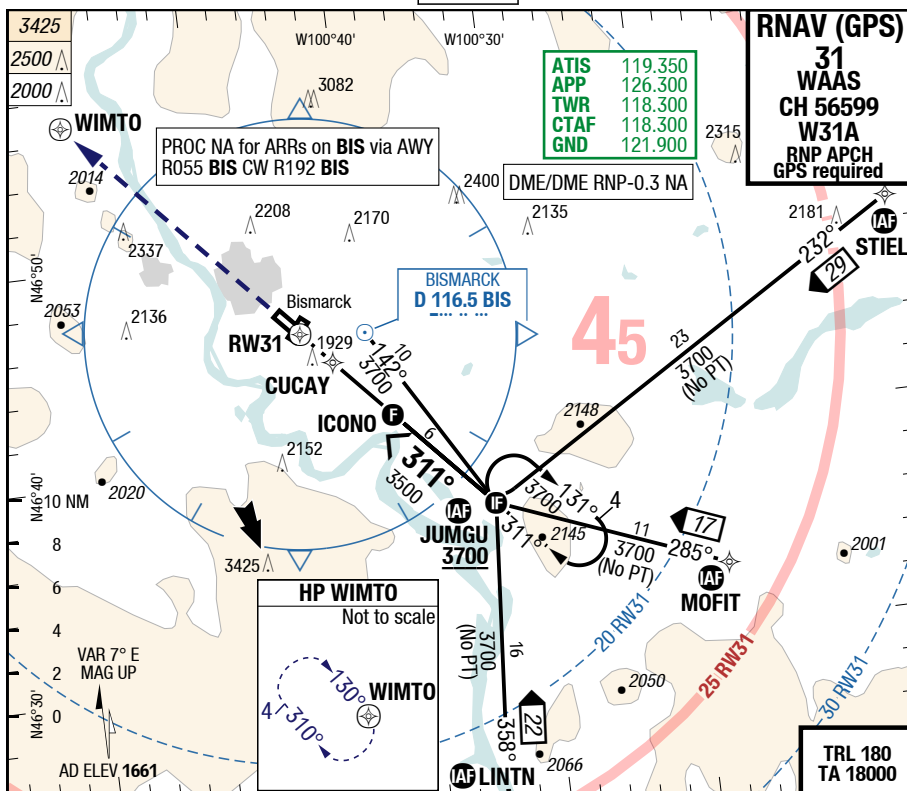 3425
2500
2000
W100°40'
W100°30'
RNAV (GPS)
31
WAAS
CH 56599
W31A
RNP APCH
GPS required
ATIS 119.350
APP 126.300
TWR 118.300
CTAF 118.300
GND 121.900
3082
WIMTO
PROC NA for ARRs on BIS via AWY
R055 BIS CW R192 BIS
2315
DME/DME RNP-0.3 NA
2014
2400
2208
2170
2135
2181
IAF
STIEL
232°
29
2337
N46°50'
BISMARCK
D 116.5 BIS
2053
2136
Bismarck
RW31
1929
CUCAY
142°
10
3700
45
23
3700
(No PT)
ICONO
F
6
2148
2152
311°
3500
2020
N46°40'
10 NM
8
6
4
2
0
IF
IAF
JUMGU
3700
3700
131°
4
311°
2145
11
3700
(No PT)
17
285°
IAF
MOFIT
2001
3425
HP WIMTO
Not to scale
130°
WIMTO
4
310°
3700
(No PT)
16
22
358°
IAF LINTN
20 RW31
25 RW31
30 RW31
2050
2066
VAR 7° E
MAG UP
N46°30'
AD ELEV 1661
TRL 180
TA 18000